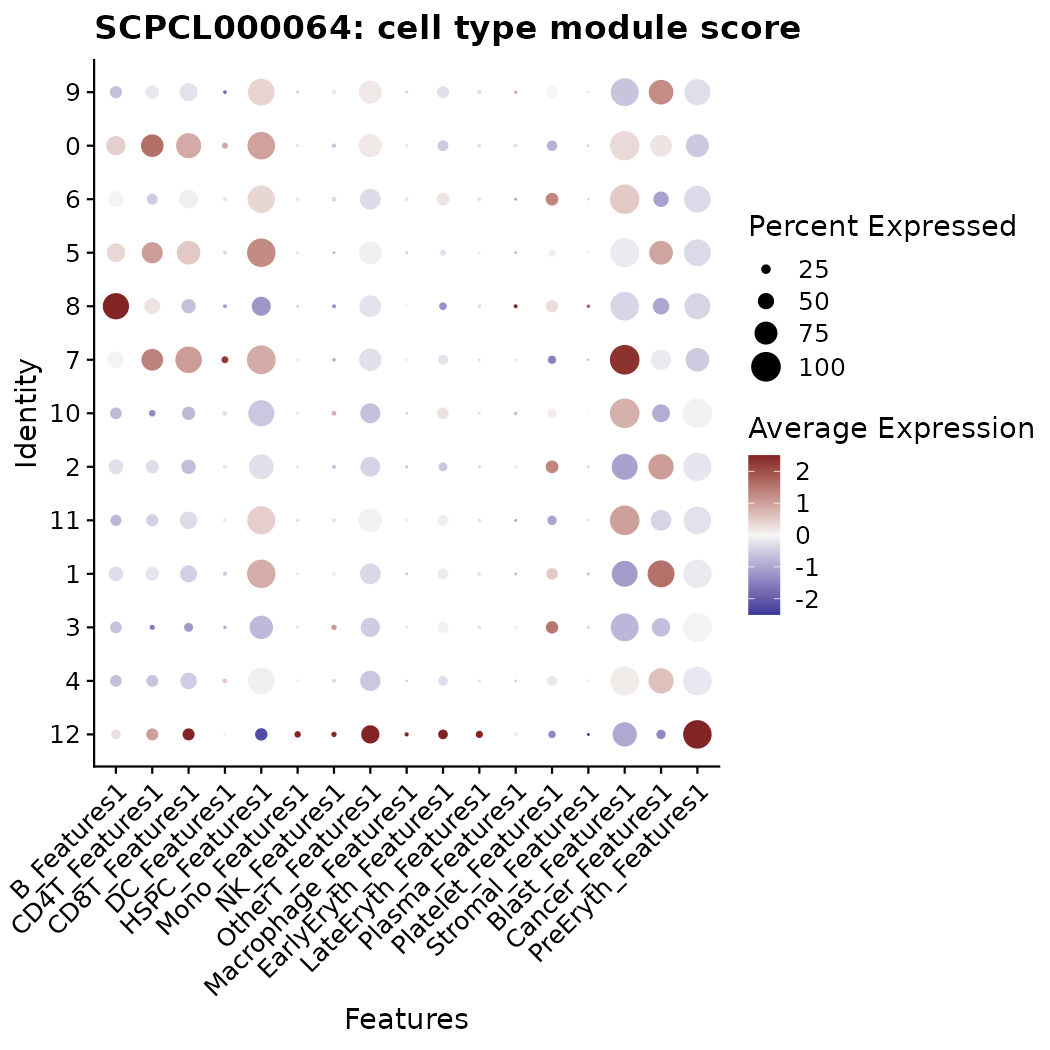 SCPCL000064: cell type module score
Identity
9
0
6
5
8
7
10
2
11
1
3
4
12
B_Features1
CD4T_Features1
CD8T_Features1
DC_Features1
HSPC_Features1
Mono_Features1
NK_Features1
OtherT_Features1
Macrophage_Features1
EarlyEryth_Features1
LateEryth_Features1
Plasma_Features1
Platelet_Features1
Stromal_Features1
Blast_Features1
Cancer_Features1
PreEryth_Features1
Features
Percent Expressed
25
50
75
100
Average Expression
2
1
0
-1
-2